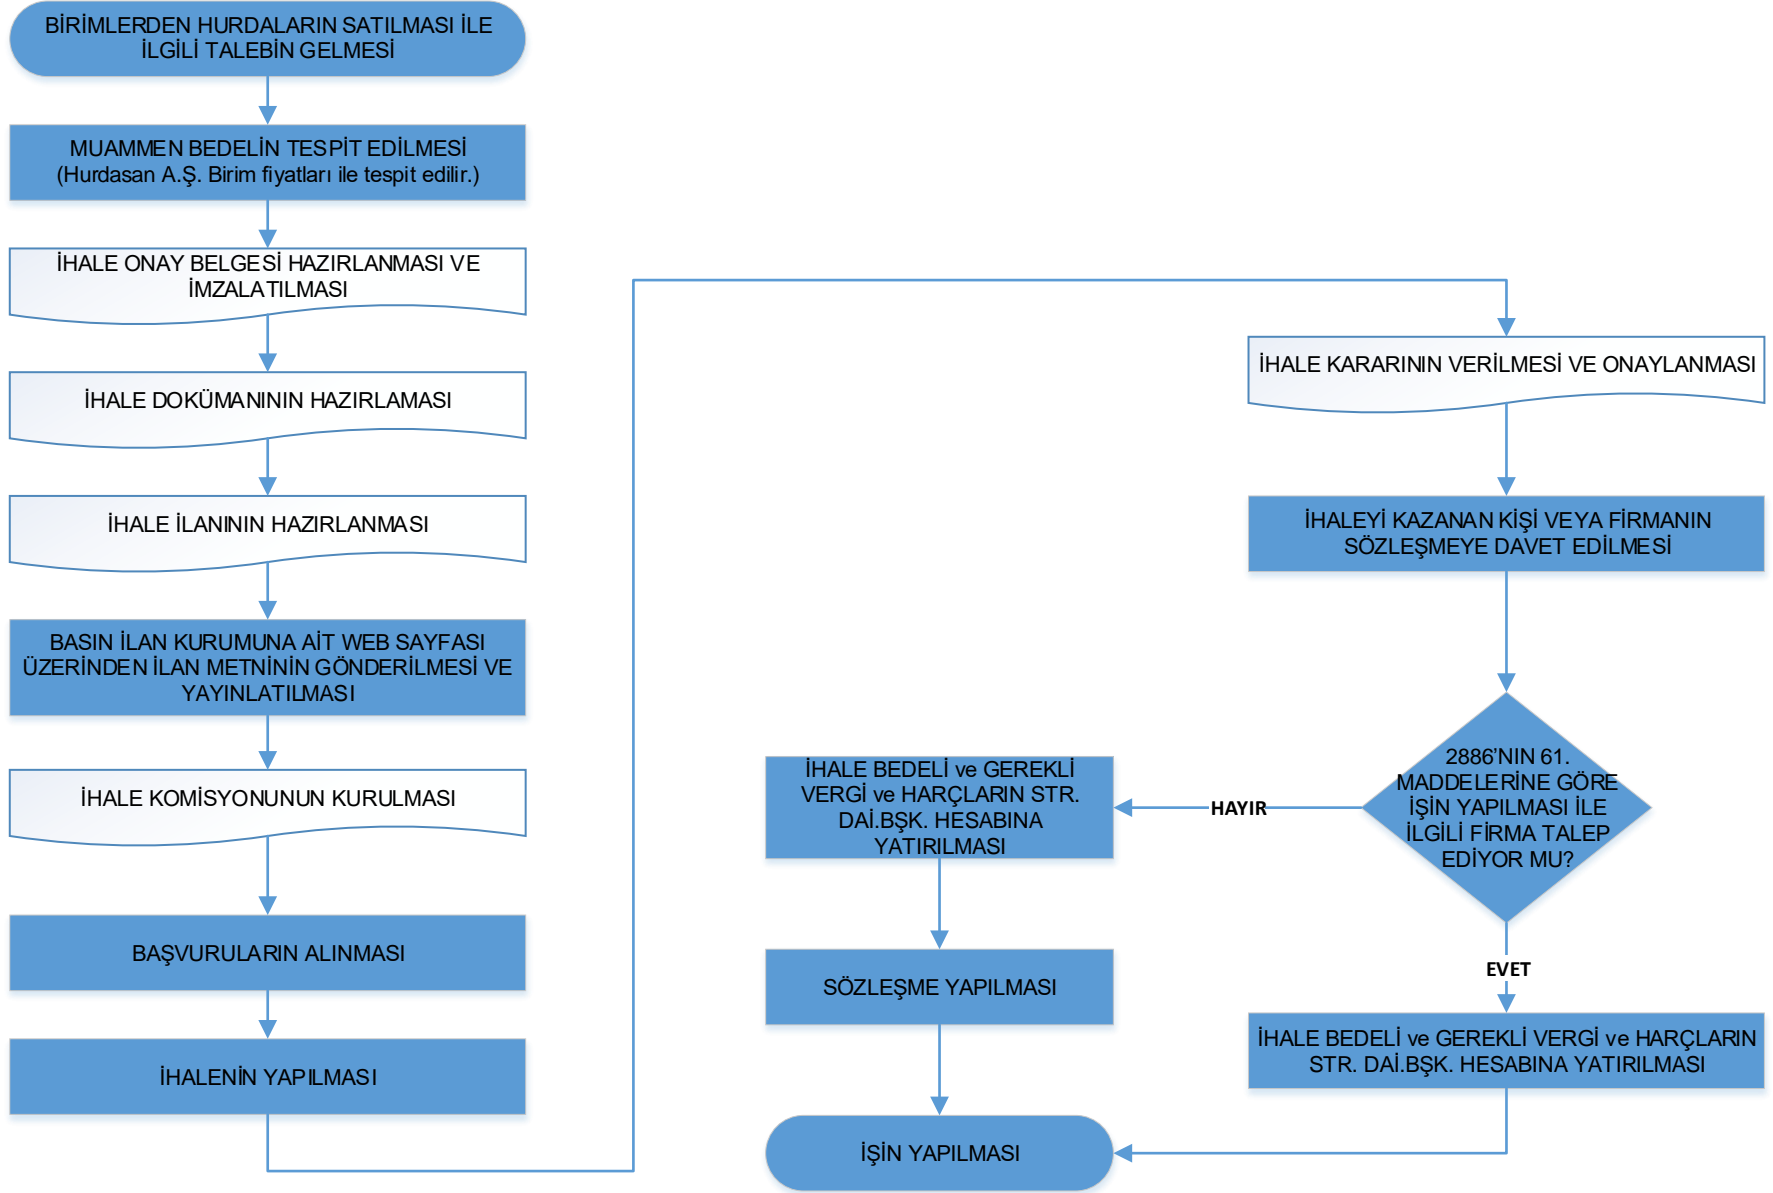 BİRİMLERDEN HURDALARIN SATILMASI İLE
İLGİLİ TALEBİN GELMESİ
MUAMMEN BEDELİN TESPİT EDİLMESİ
(Hurdasan A.Ş. Birim fiyatları ile tespit edilir.)
İHALE ONAY BELGESİ HAZIRLANMASI VE
İMZALATILMASI
İHALE DOKÜMANININ HAZIRLAMASI
İHALE İLANININ HAZIRLANMASI
BASIN İLAN KURUMUNA AİT WEB SAYFASI
ÜZERİNDEN İLAN METNİNİN GÖNDERİLMESİ VE
YAYINLATILMASI
İHALE KOMİSYONUNUN KURULMASI
BAŞVURULARIN ALINMASI
İHALENİN YAPILMASI
İHALE KARARININ VERİLMESİ VE ONAYLANMASI
İHALEYİ KAZANAN KİŞİ VEYA FİRMANIN
SÖZLEŞMEYE DAVET EDİLMESİ
2886'NIN 61.
MADDELERİNE GÖRE
İŞİN YAPILMASI İLE
İLGİLİ FİRMA TALEP
EDİYOR MU?
HAYIR
İHALE BEDELİ ve GEREKLİ
VERGİ ve HARÇLARIN STR.
DAİ.BŞK. HESABINA
YATIRILMASI
SÖZLEŞME YAPILMASI
EVET
İHALE BEDELİ ve GEREKLİ VERGİ ve HARÇLARIN
STR. DAİ.BŞK. HESABINA YATIRILMASI
İŞİN YAPILMASI